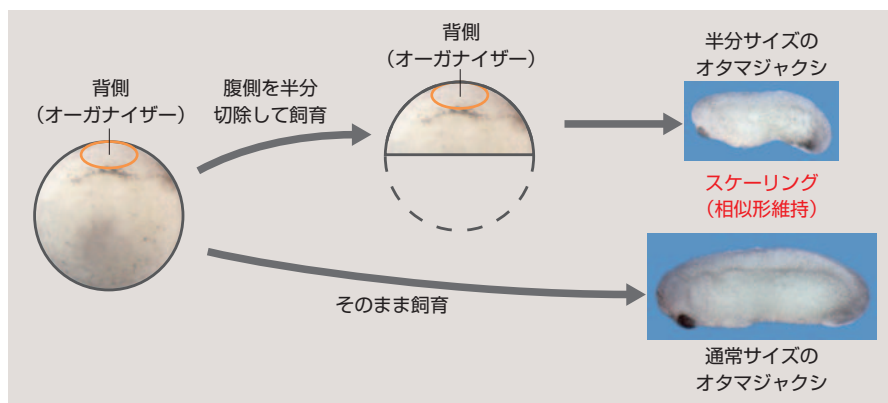 背側
（オーガナイザー）
腹側を半分
切除して飼育
背側
（オーガナイザー）
半分サイズの
オタマジャクシ
スケーリング
（相似形維持）
そのまま飼育
通常サイズの
オタマジャクシ